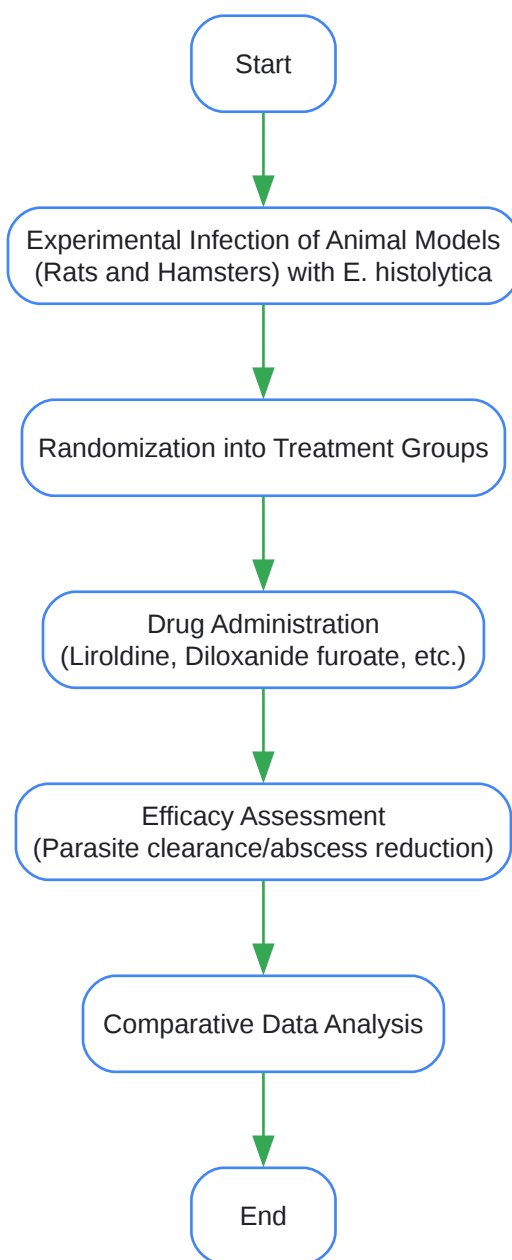 Start
Experimental Infection of Animal Models
(Rats and Hamsters) with E. histolytica
Randomization into Treatment Groups
Drug Administration
(Liroldine, Diloxanide furoate, etc.)
Efficacy Assessment
(Parasite clearance/abscess reduction)
Comparative Data Analysis
End